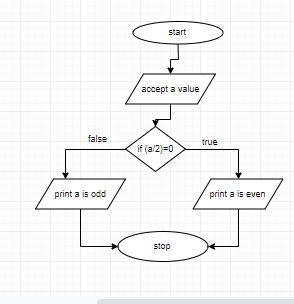 start
accept a value
false
true
if (a/2)=0
print a is odd
print a is even
stop